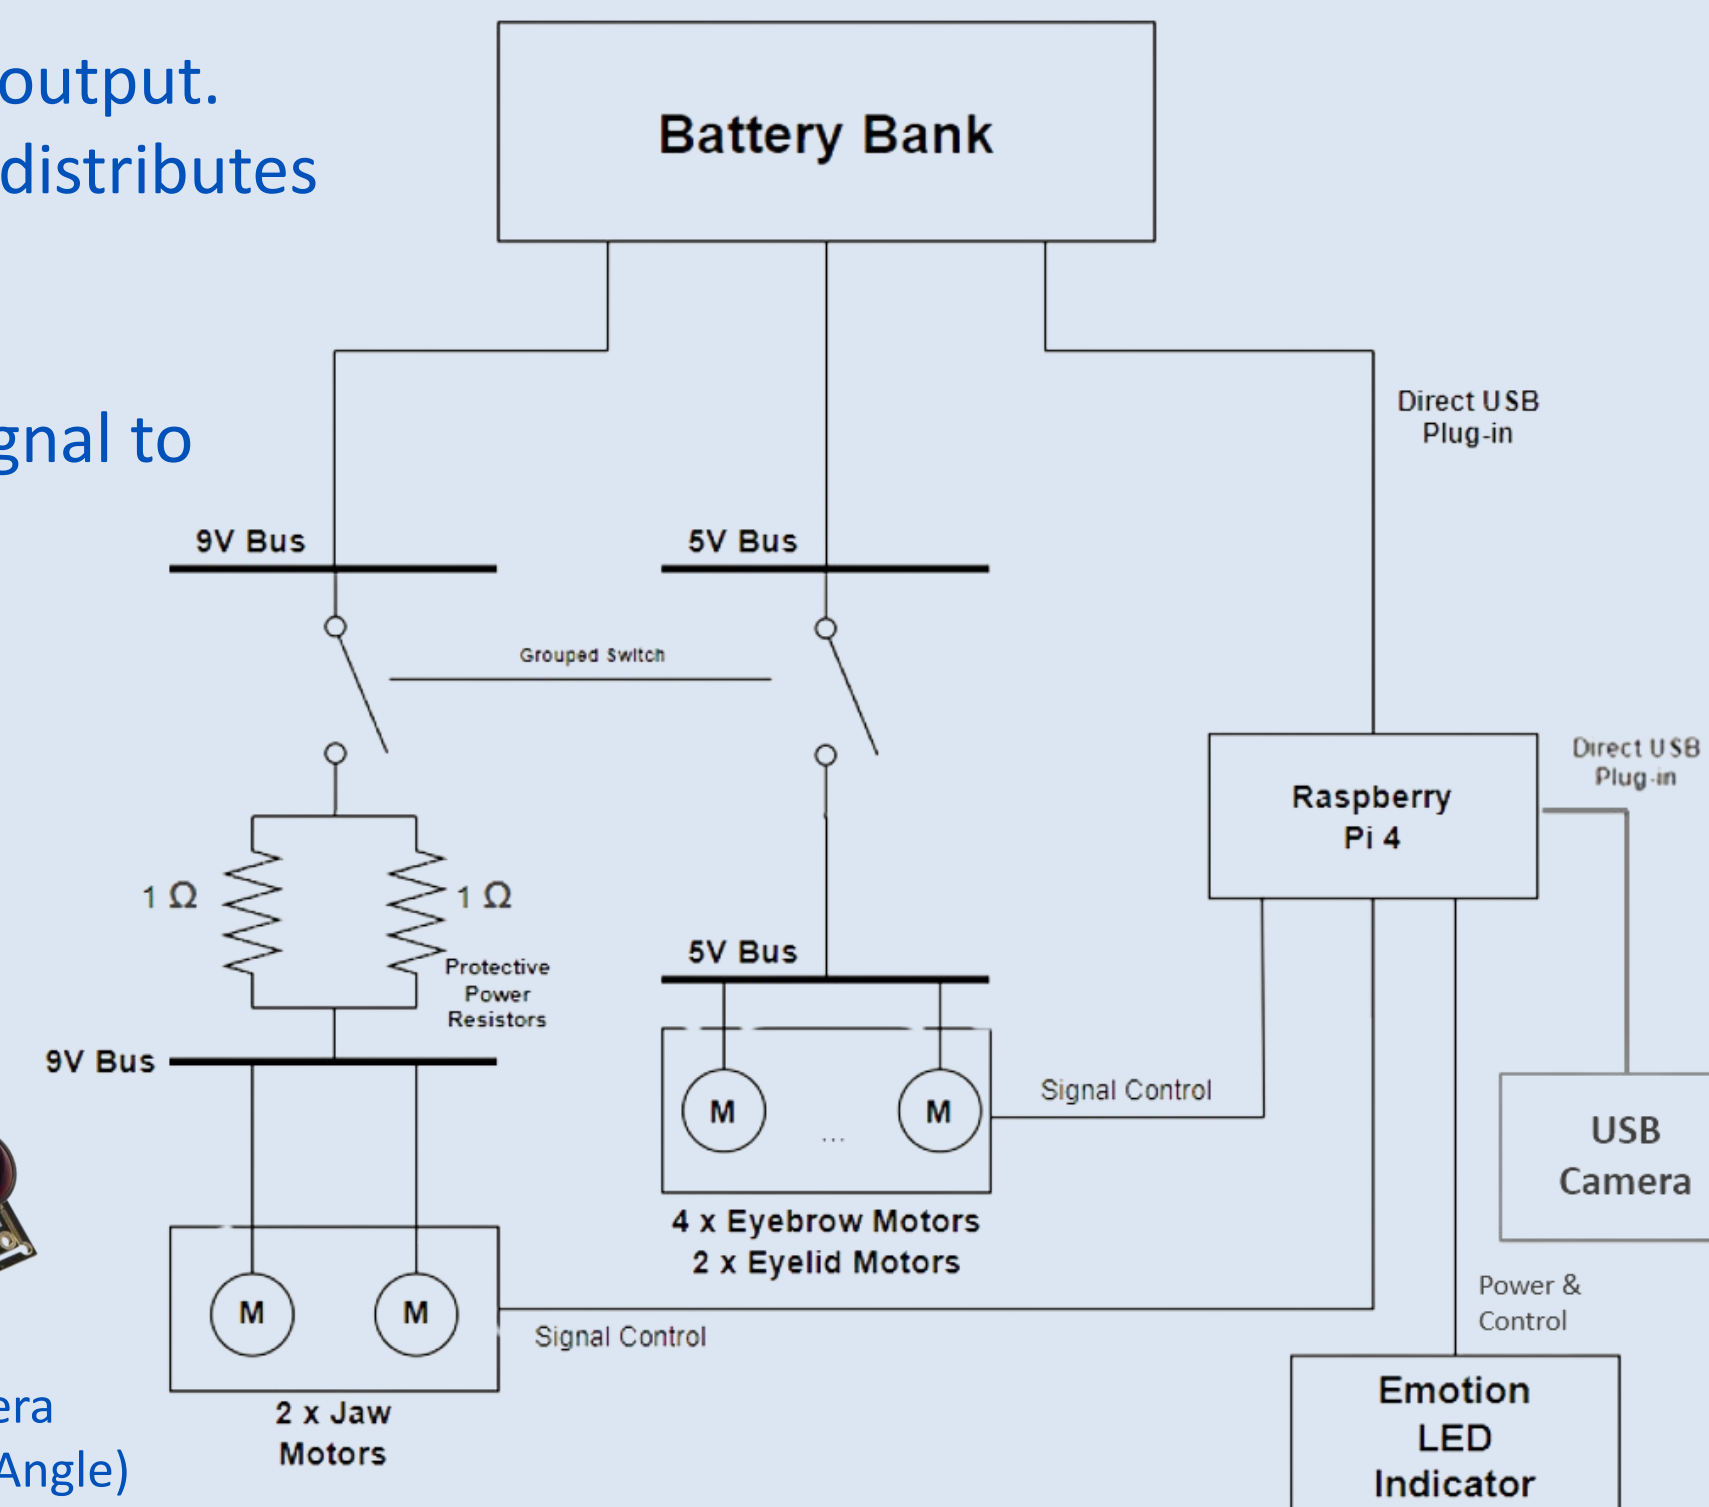 output.
distributes
gnal to
Battery Bank
Direct USB
Plug-in
9V Bus
5V Bus
Grouped Switch
Raspberry
Pi 4
Direct USB
Plug-in
1 Ω
1 Ω
Protective
Power
Resistors
5V Bus
9V Bus
M
...
M
Signal Control
USB
Camera
4 x Eyebrow Motors
2 x Eyelid Motors
Power &
Control
M
M
Signal Control
2 x Jaw
Motors
Emotion
LED
Indicator
era
Angle)